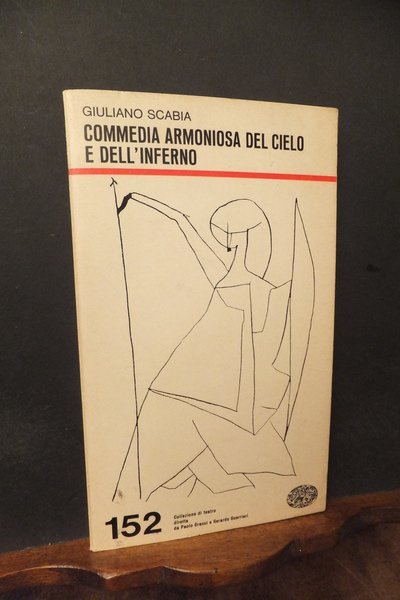 GIULIANO SCABIA
COMMEDIA ARMONIOSA DEL CIELO
E DELL'INFERNO
152
Collezione di teatro
diretta
da Paolo Grassi e Gerardo Guerrieri